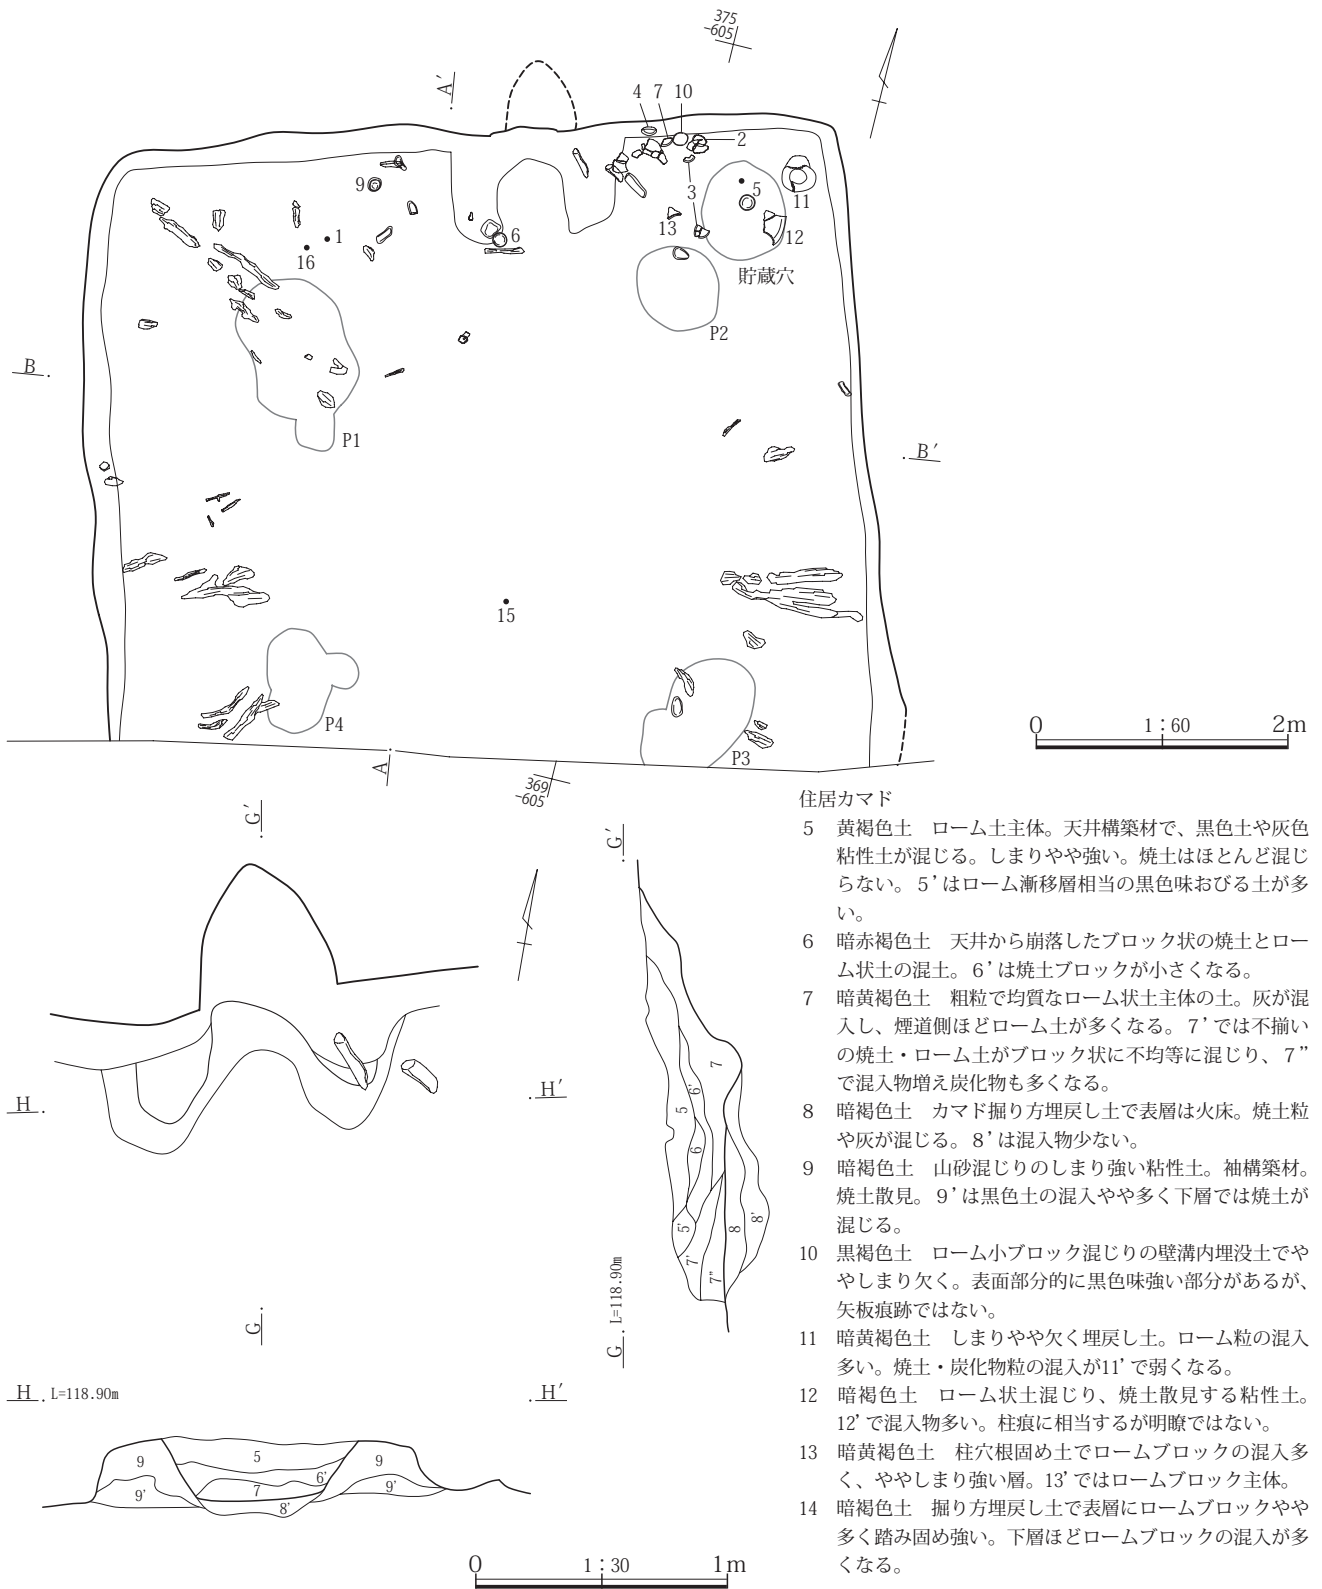 375
-605
A′
4 7 10
2
9
3
5
11
1
6
13
12
16
貯蔵穴
P2
B
P1
B′
15
P4
P3
A
369
-605
0 1：60 2m
G′
G′
H
H′
7
6'
5
6
5'
8
8'
7'
7”
G
G L=118.90m
H L=118.90m
H′
5
9
9
6'
7
9'
9'
8'
0 1：30 1m
住居カマド
5 黄褐色土 ローム土主体。天井構築材で、黒色土や灰色
粘性土が混じる。しまりやや強い。焼土はほとんど混じ
らない。5’はローム漸移層相当の黒色味おびる土が多
い。
6 暗赤褐色土 天井から崩落したブロック状の焼土とロー
ム状土の混土。6’は焼土ブロックが小さくなる。
7 暗黄褐色土 粗粒で均質なローム状土主体の土。灰が混
入し、煙道側ほどローム土が多くなる。7’では不揃い
の焼土・ローム土がブロック状に不均等に混じり、7”
で混入物増え炭化物も多くなる。
8 暗褐色土 カマド掘り方埋戻し土で表層は火床。焼土粒
や灰が混じる。8’は混入物少ない。
9 暗褐色土 山砂混じりのしまり強い粘性土。袖構築材。
焼土散見。9’は黒色土の混入やや多く下層では焼土が
混じる。
10 黒褐色土 ローム小ブロック混じりの壁溝内埋没土でや
やしまり欠く。表面部分的に黒色味強い部分があるが、
矢板痕跡ではない。
11 暗黄褐色土 しまりやや欠く埋戻し土。ローム粒の混入
多い。焼土・炭化物粒の混入が11’で弱くなる。
12 暗褐色土 ローム状土混じり、焼土散見する粘性土。
12’で混入物多い。柱痕に相当するが明瞭ではない。
13 暗黄褐色土 柱穴根固め土でロームブロックの混入多
く、ややしまり強い層。13’ではロームブロック主体。
14 暗褐色土 掘り方埋戻し土で表層にロームブロックやや
多く踏み固め強い。下層ほどロームブロックの混入が多
くなる。